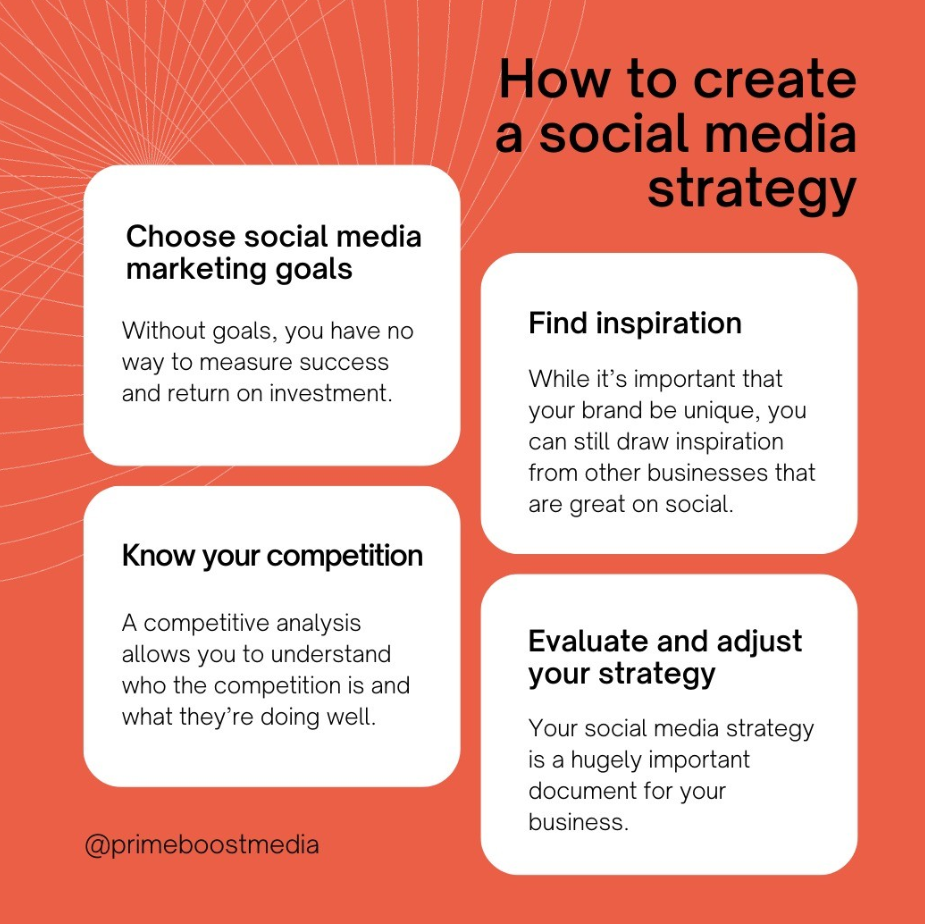 How to create
a social media
strategy
Choose social media
marketing goals
Without goals, you have no
way to measure success
and return on investment.
Find inspiration
While it’s important that
your brand be unique, you
can still draw inspiration
from other businesses that
are great on social.
Know your competition
A competitive analysis
allows you to understand
who the competition is and
what they’re doing well.
Evaluate and adjust
your strategy
Your social media strategy
is a hugely important
document for your
business.
@primeboostmedia